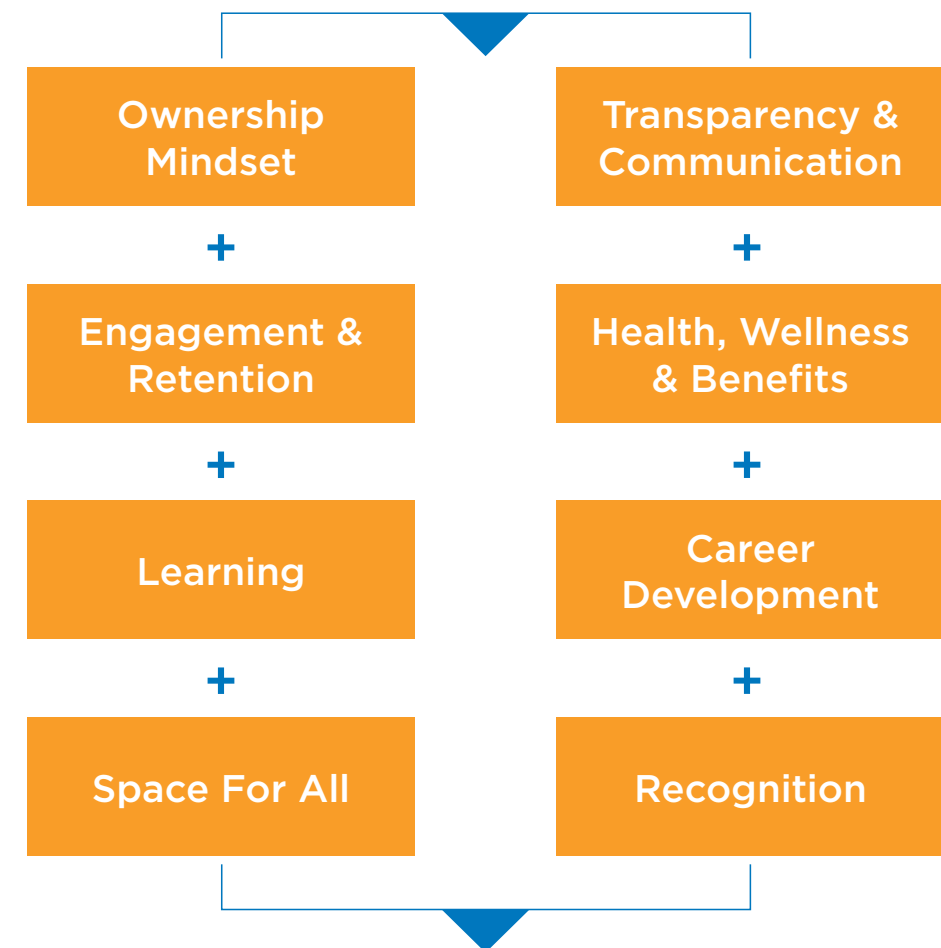 Ownership
Mindset
+
Engagement &
Retention
+
Learning
+
Space For All
Transparency &
Communication
+
Health, Wellness
& Benefits
+
Career
Development
+
Recognition